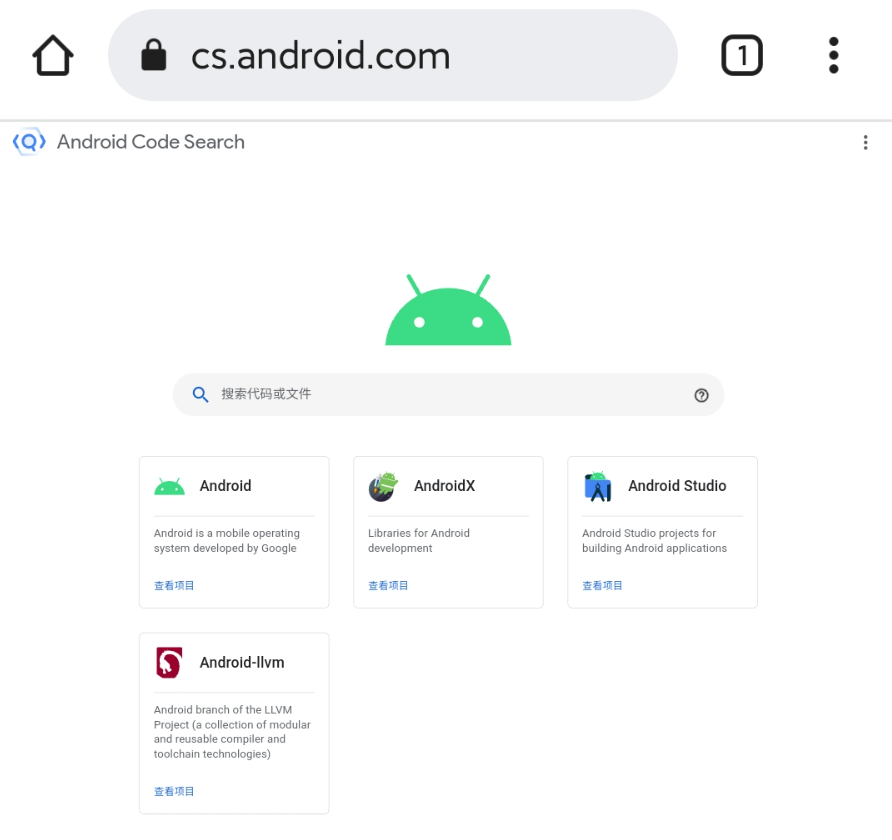 cs.android.com
1
Android Code Search
搜索代码或文件
Android
Android is a mobile operating
system developed by Google
查看项目
AndroidX
Libraries for Android
development
查看项目
Android Studio
Android Studio projects for
building Android applications
查看项目
Android-llvm
Android branch of the LLVM
Project (a collection of modular
and reusable compiler and
toolchain technologies)
查看项目